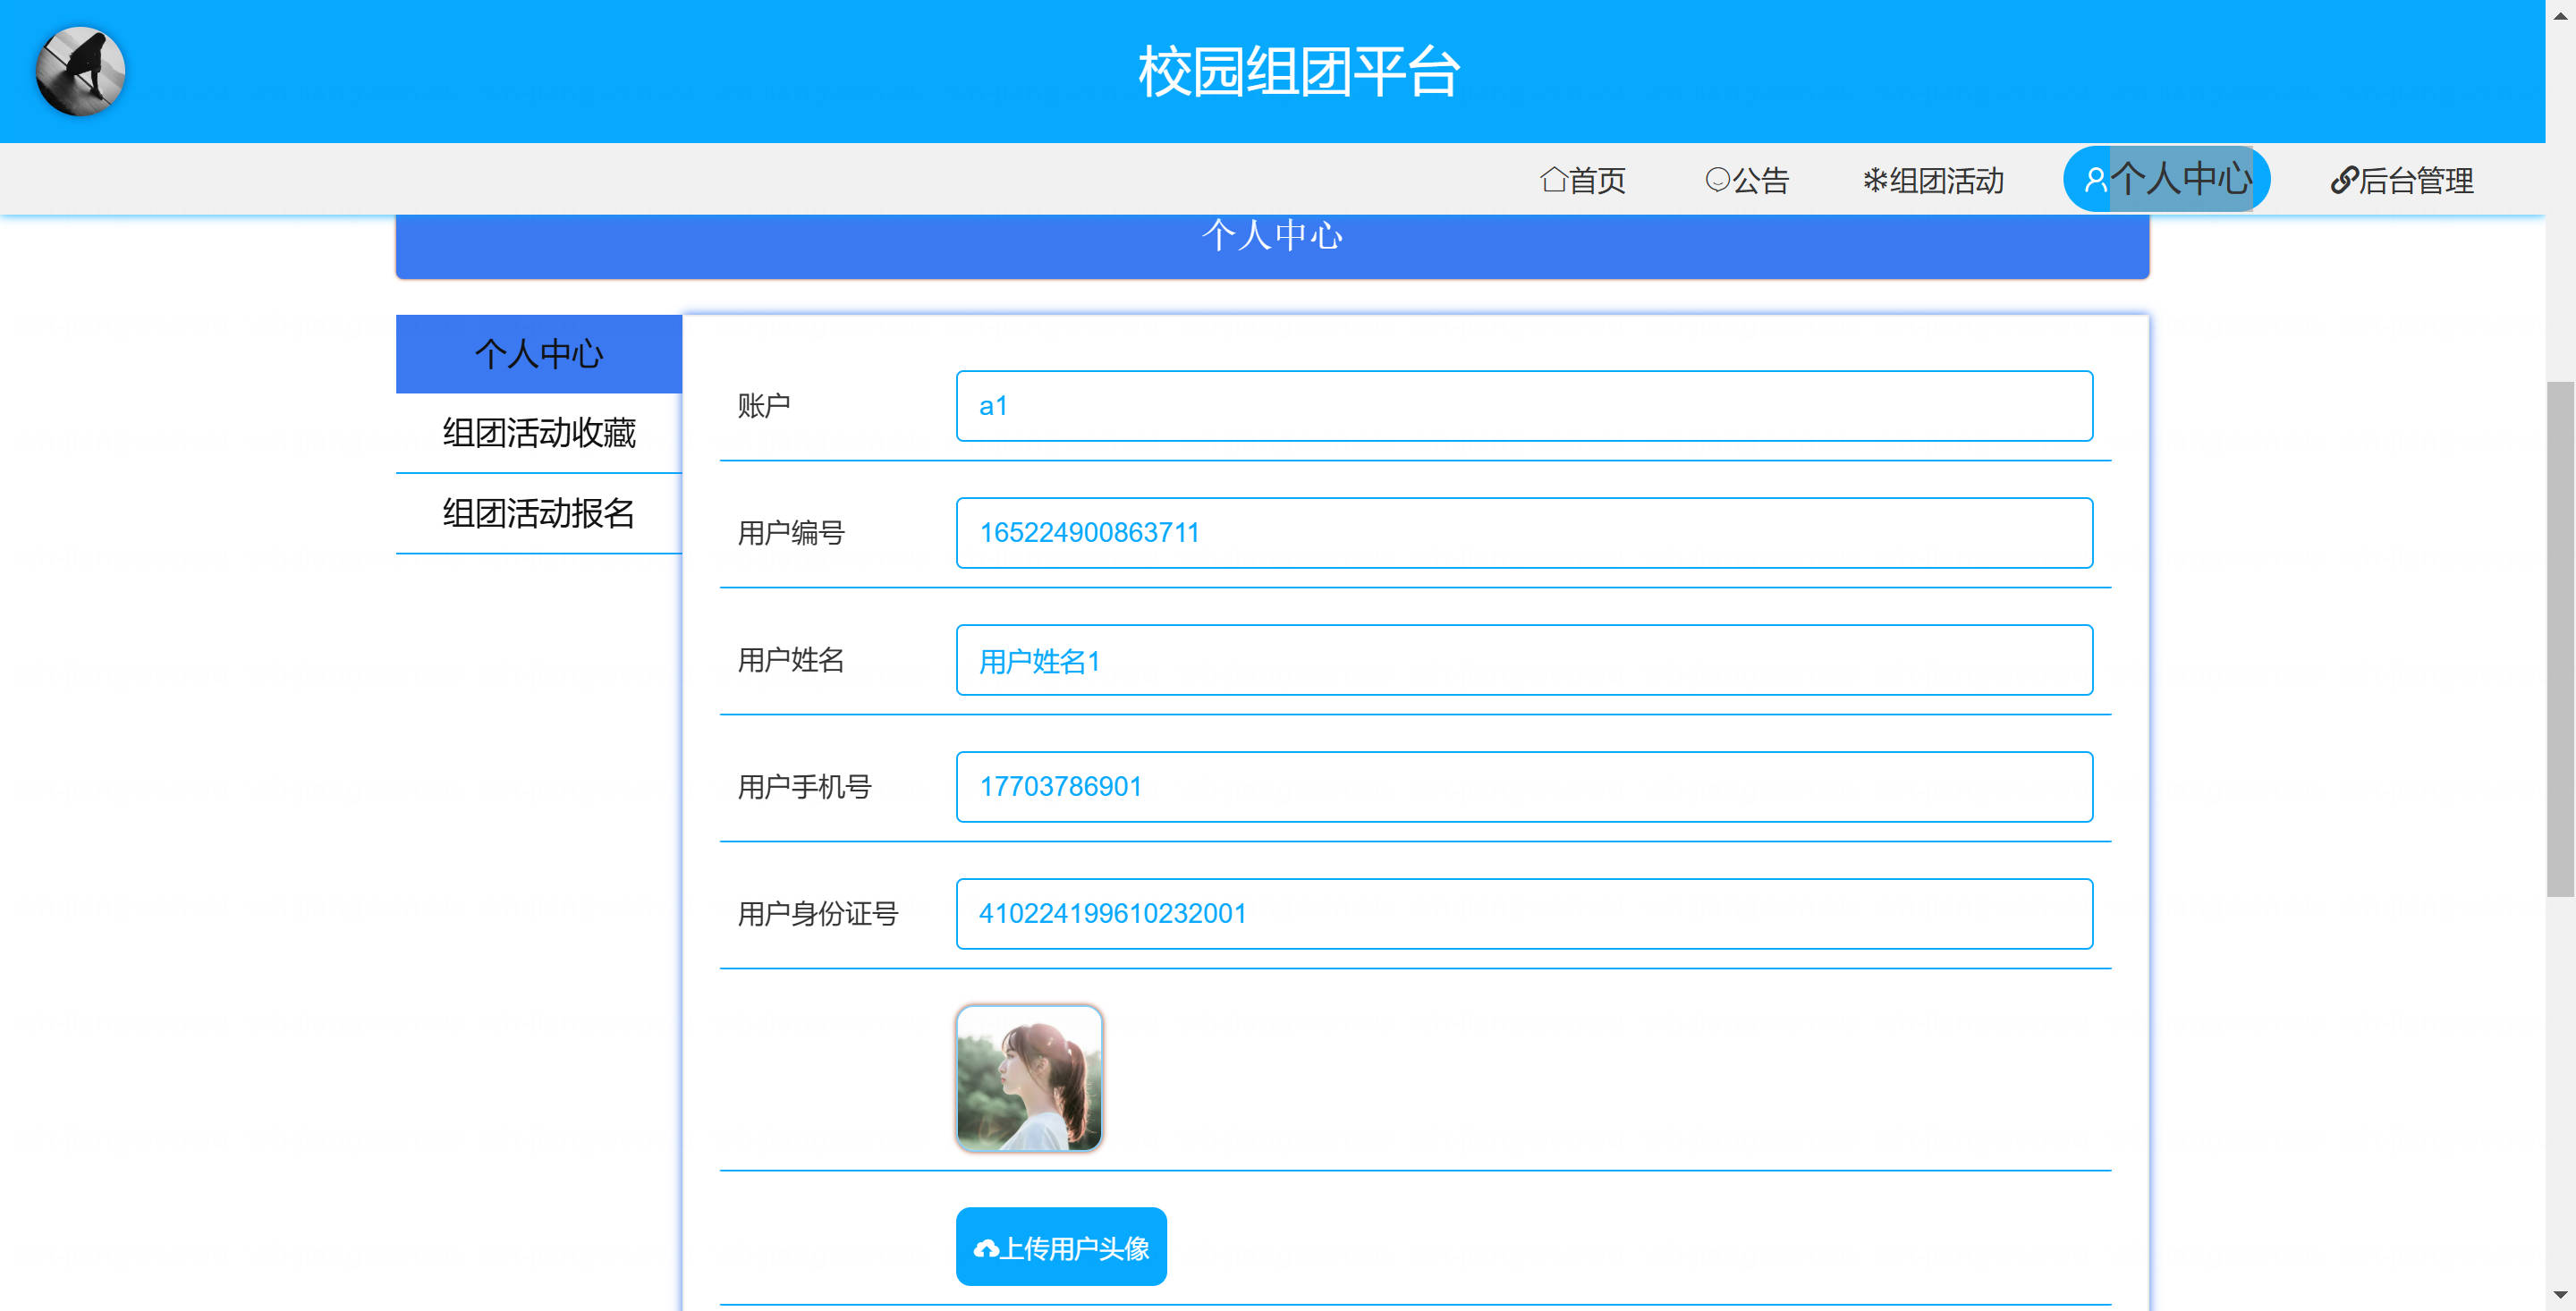 校园组团平台
首页
公告
组团活动
个人中心
后台管理
个人中心
个人中心
组团活动收藏
组团活动报名
账户
a1
用户编号
165224900863711
用户姓名
用户姓名1
用户手机号
17703786901
用户身份证号
410224199610232001
上传用户头像